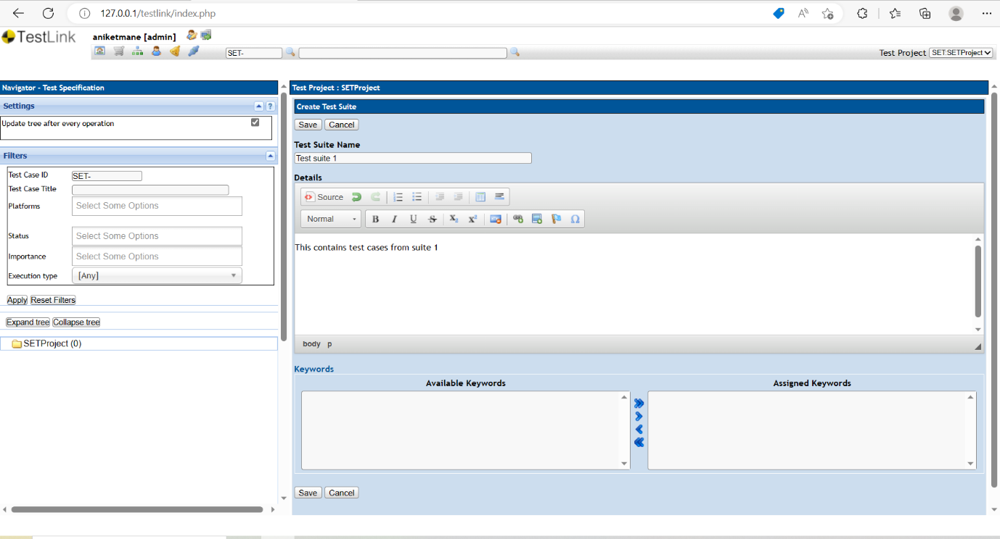 127.0.0.1/testlink/index.php
TestLink
aniketmane [admin]
SET-
Test Project SET:SETProject
Navigator - Test Specification
Settings
?
Update tree after every operation
Filters
Test Case ID SET-
Test Case Title
Platforms Select Some Options
Status Select Some Options
Importance Select Some Options
Execution type [Any]
Apply Reset Filters
Expand tree Collapse tree
SETProject (0)
Test Project : SETProject
Create Test Suite
Save Cancel
Test Suite Name
Test suite 1
Details
Source
Normal B I U S X₂ X² Ω
This contains test cases from suite 1
body p
Keywords
Available Keywords Assigned Keywords
Save Cancel